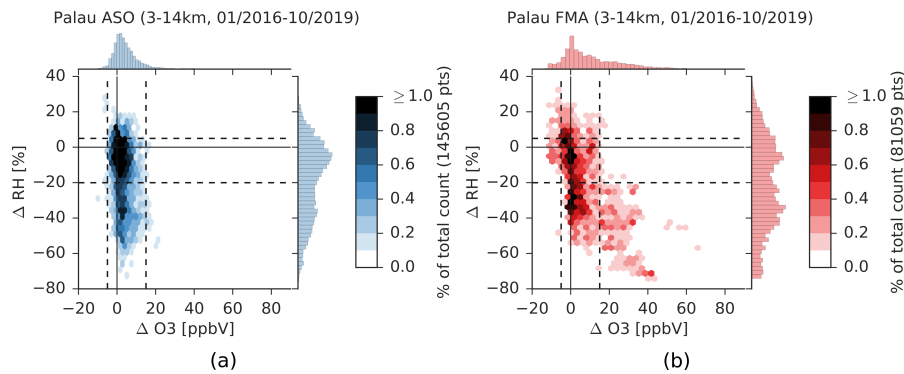 Palau ASO (3-14km, 01/2016-10/2019)
40
20
0
−20
−40
−60
−80
Δ RH [%]
−20 0 20 40 60 80
Δ O3 [ppbV]
≥ 1.0
0.8
0.6
0.4
0.2
0.0
% of total count (145605 pts)
(a)
Palau FMA (3-14km, 01/2016-10/2019)
40
20
0
−20
−40
−60
−80
Δ RH [%]
−20 0 20 40 60 80
Δ O3 [ppbV]
≥ 1.0
0.8
0.6
0.4
0.2
0.0
% of total count (81059 pts)
(b)